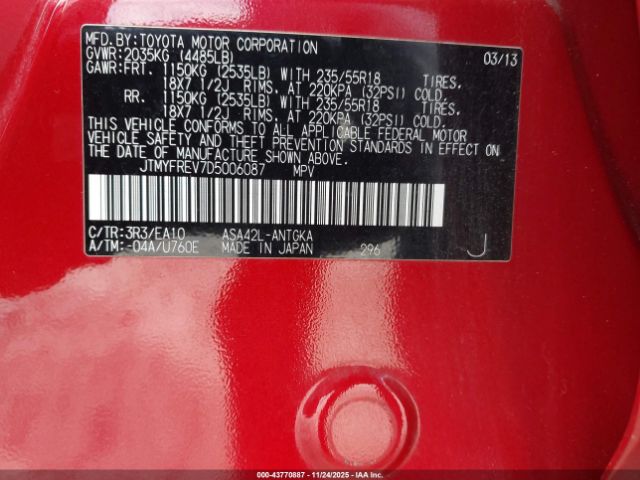 MFD.BY:TOYOTA MOTOR CORPORATION 03/13
GVWR:2035KG (4485LB)
GAWR:FRT. 1150KG (2535LB) WITH 235/55R18 TIRES.
18X7 1/2J RIMS, AT 220KPA (32PSI) COLD.
RR. 1150KG (2535LB) WITH 235/55R18 TIRES.
18X7 1/2J RIMS, AT 220KPA (32PSI) COLD.
THIS VEHICLE CONFORMS TO ALL APPLICABLE FEDERAL MOTOR
VEHICLE SAFETY AND THEFT PREVENTION STANDARDS IN EFFECT ON
THE DATE OF MANUFACTURE SHOWN ABOVE.
JTMYFREV7D5006087 MPV
C/TR:3R3/EA10 ASA42L-ANTGKA
A/TM:-04A/U760E MADE IN JAPAN 296 J
000-43770887 - 11/24/2025 - IAA Inc.